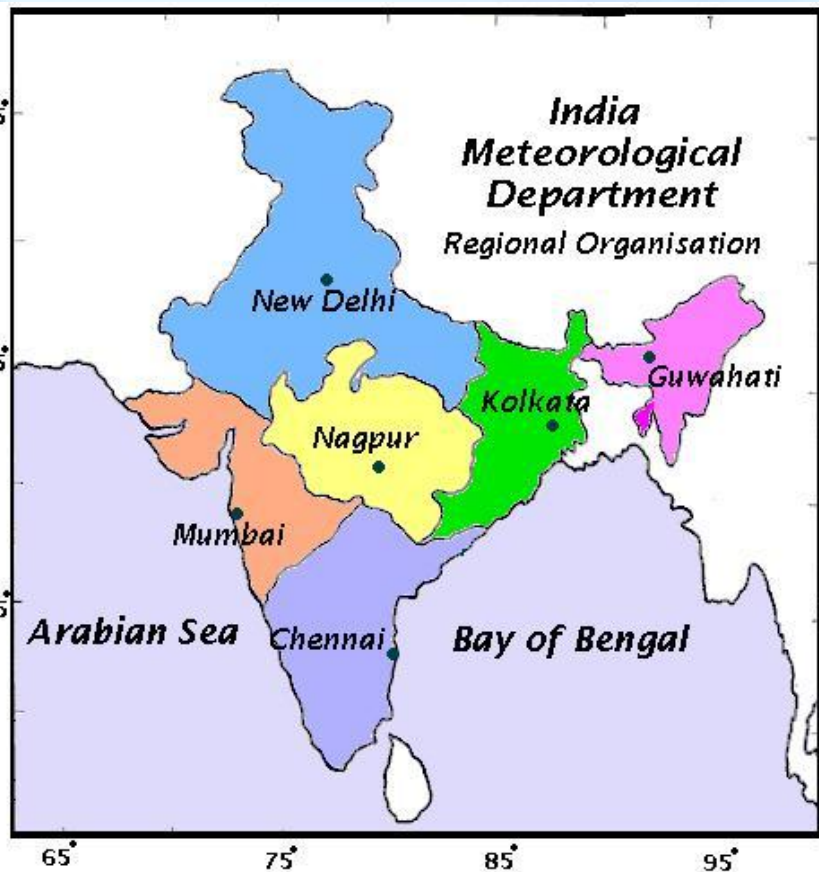 India
Meteorological
Department
Regional Organisation
New Delhi
Guwahati
Kolkata
Nagpur
Mumbai
Arabian Sea
Chennai
Bay of Bengal
65°
75°
85°
95°